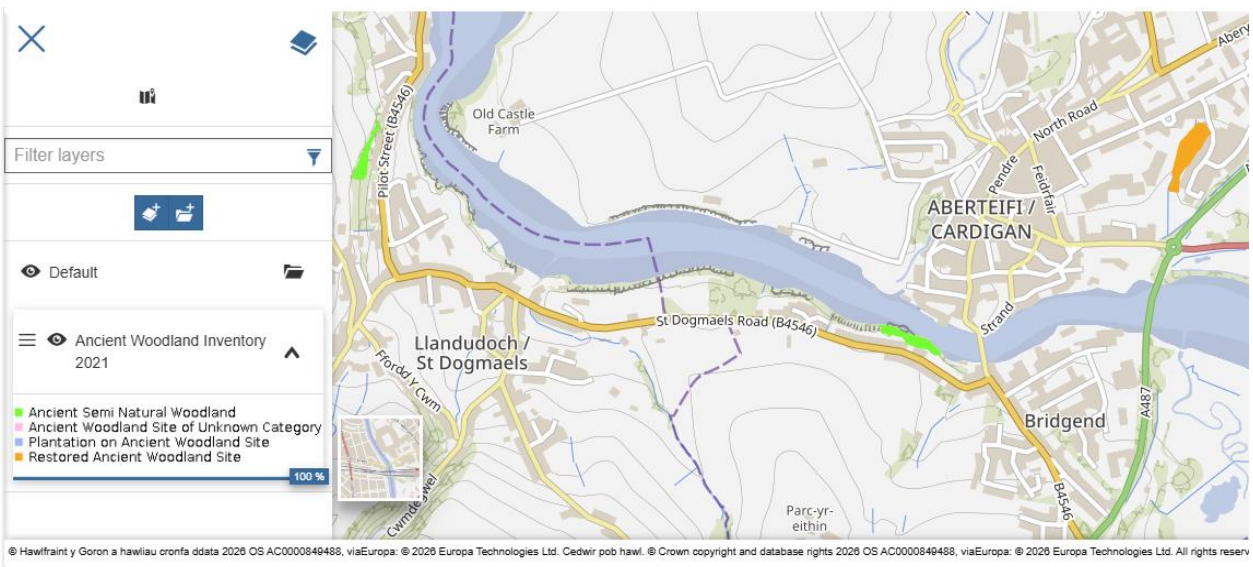 Filter layers
Default
Ancient Woodland Inventory
2021
Ancient Semi Natural Woodland
Ancient Woodland Site of Unknown Category
Plantation on Ancient Woodland Site
Restored Ancient Woodland Site
100 %
Pilot Street (B4546)
Old Castle
Farm
North Road
Pendre
Feidrfair
ABERTEIFI /
CARDIGAN
Strand
St Dogmaels Road (B4546)
Llandudoch /
St Dogmaels
Ffordd Y Cwm
Cwmdegwel
Bridgend
A487
B4546
Parc-yr-
eithin
© Hawlfraint y Goron a hawliau cronfa ddata 2026 OS AC0000849488, viaEuropa: © 2026 Europa Technologies Ltd. Cedwir pob hawl. © Crown copyright and database rights 2026 OS AC0000849488, viaEuropa: © 2026 Europa Technologies Ltd. All rights reserv